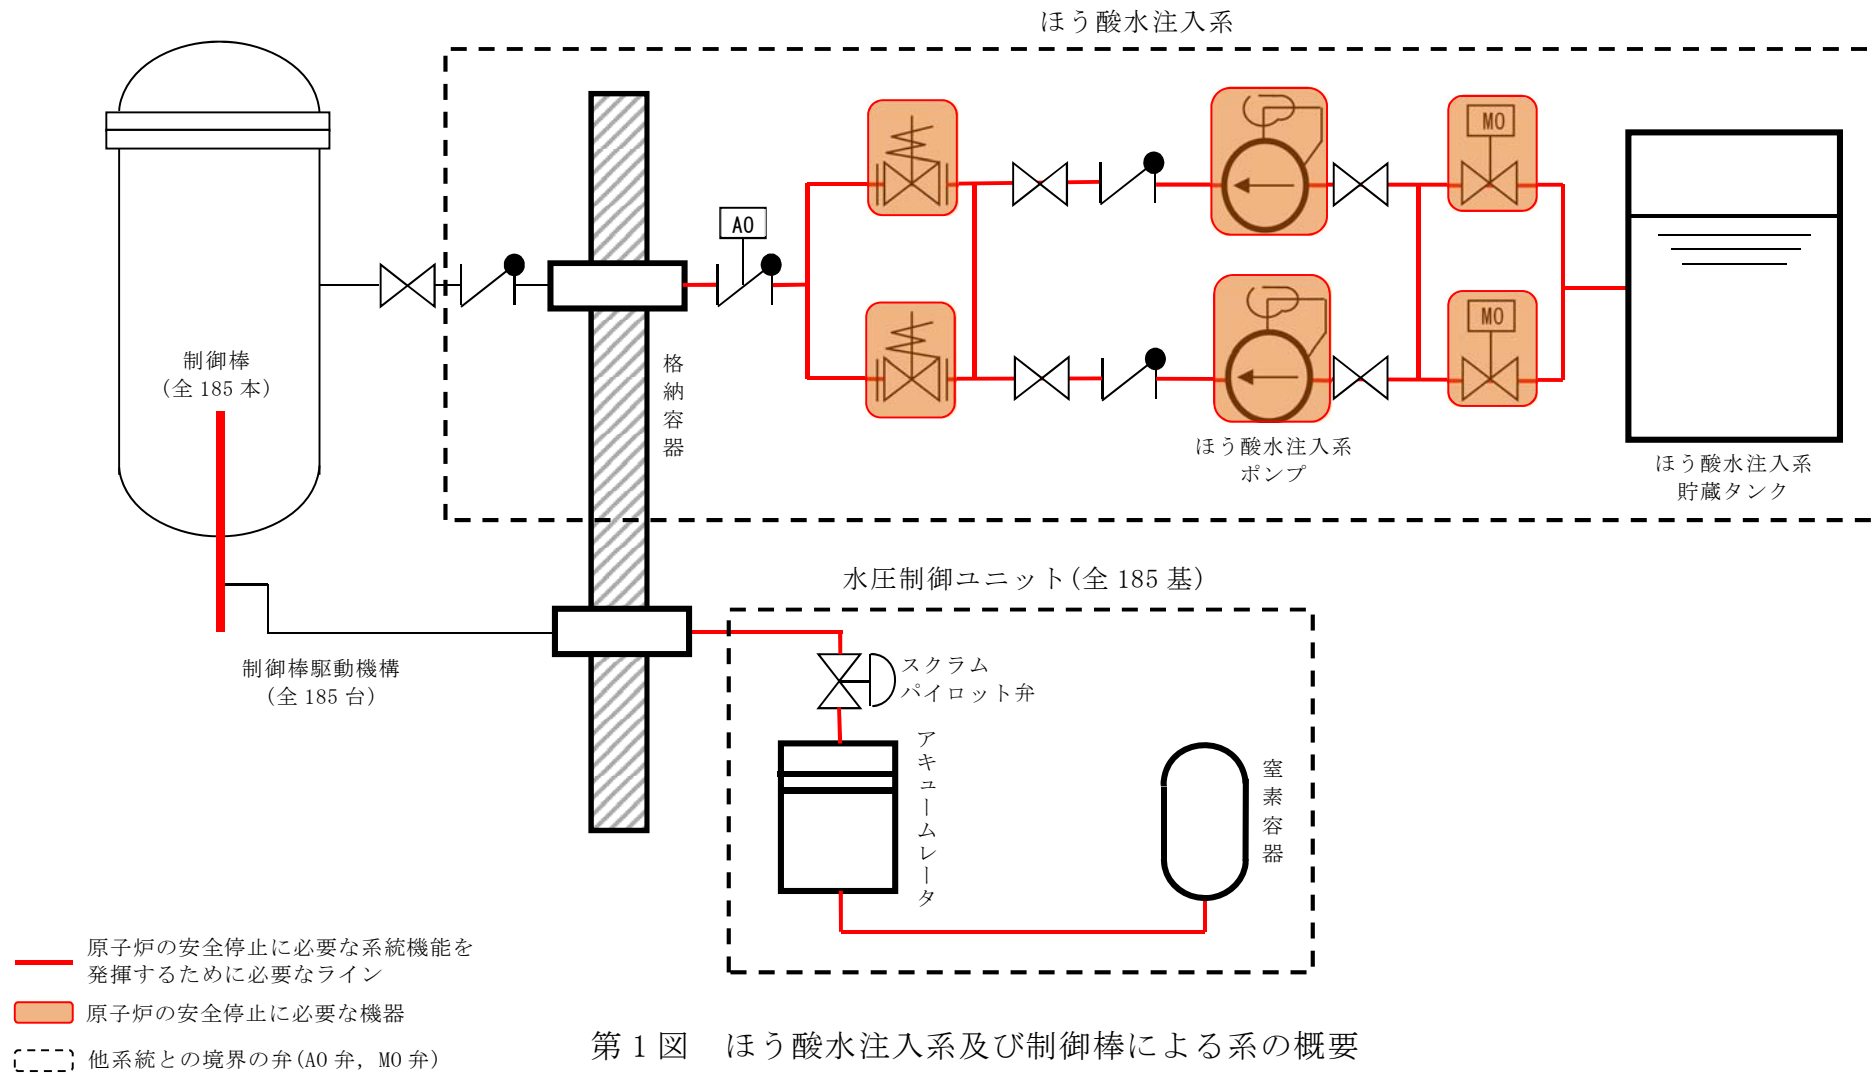 ほう酸水注入系
MO
AO
制御棒
(全 185 本)
格納容器
MO
ほう酸水注入系
ポンプ
ほう酸水注入系
貯蔵タンク
水圧制御ユニット(全 185 基)
制御棒駆動機構
(全 185 台)
スクラム
パイロット弁
アキュームレータ
窒素容器
原子炉の安全停止に必要な系統機能を
発揮するために必要なライン
原子炉の安全停止に必要な機器
他系統との境界の弁(AO 弁, MO 弁)
第1図 ほう酸水注入系及び制御棒による系の概要